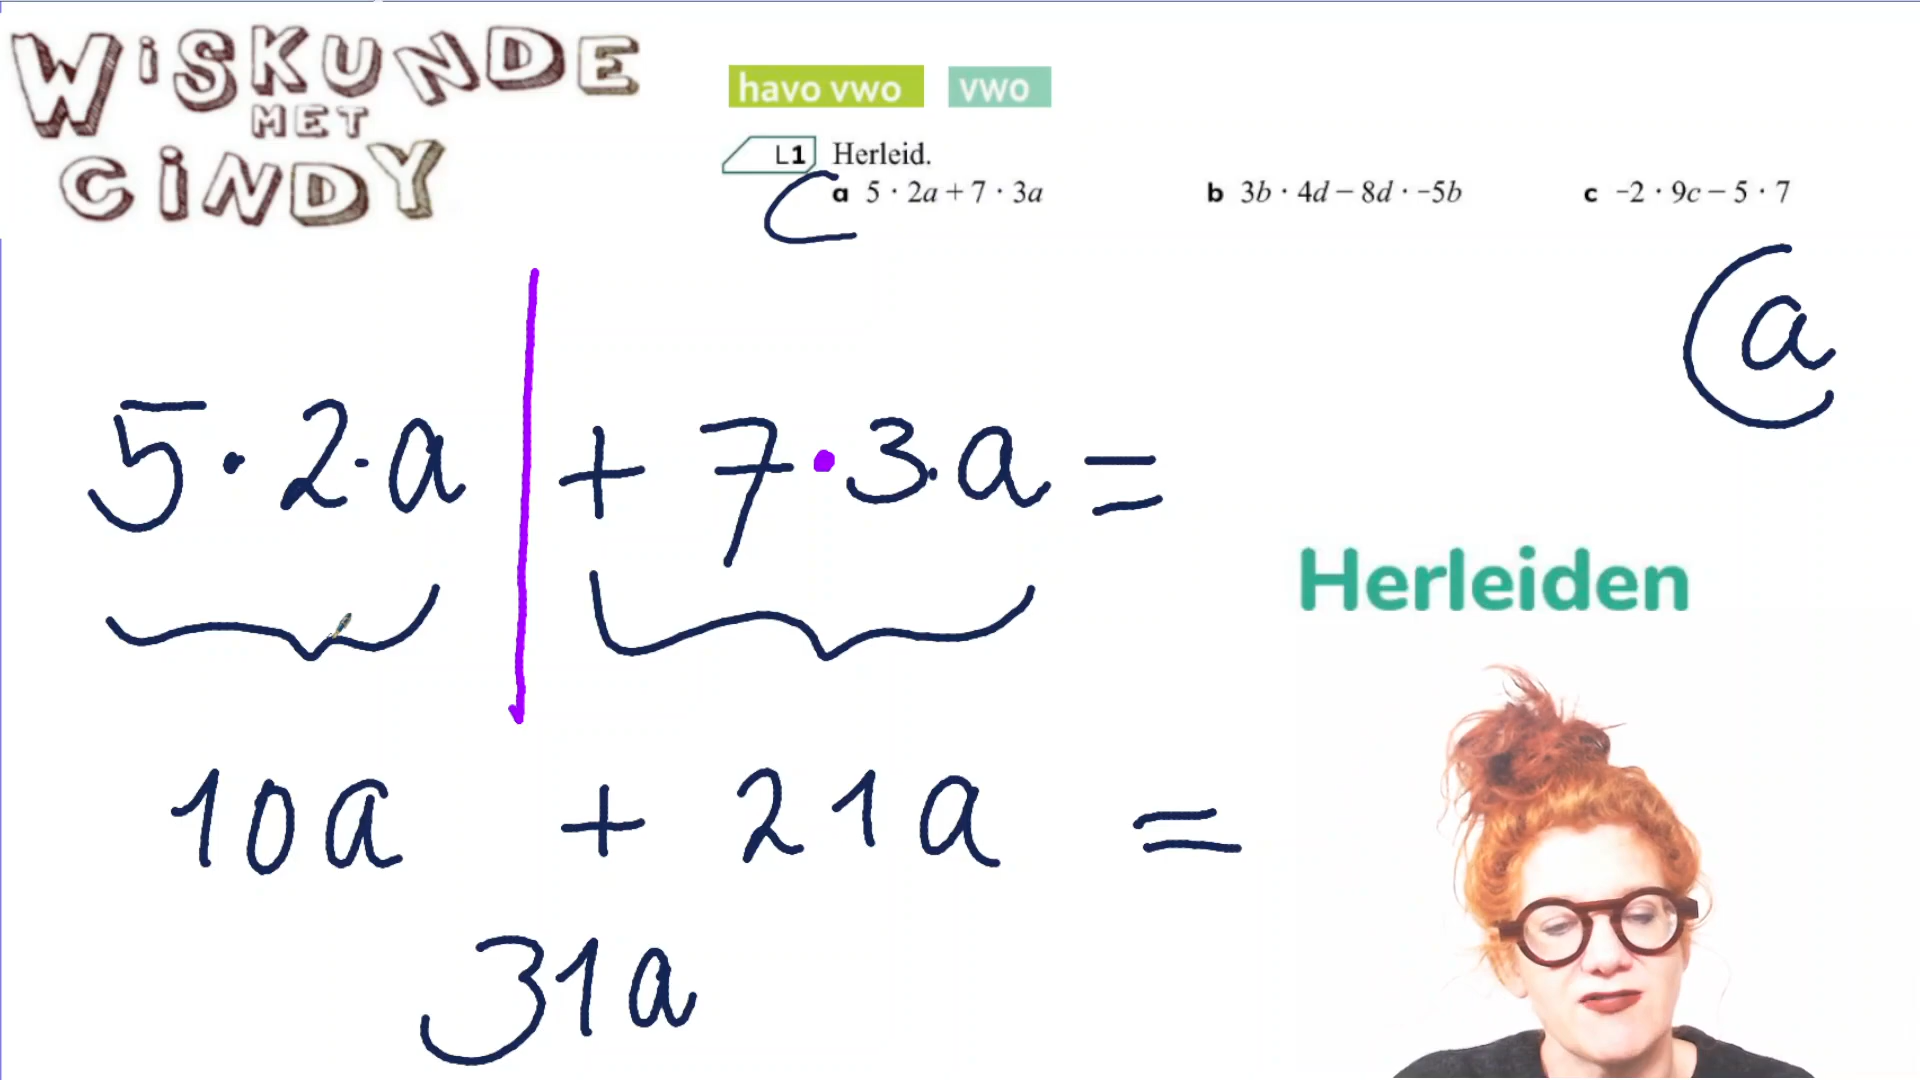 WiSKUNDE
MET
CiNDY
havo vwo vwo
L1 Herleid.
a 5 · 2a + 7 · 3a b 3b · 4d – 8d · –5b c –2 · 9c – 5 · 7
a
5 · 2 · a + 7 · 3 · a =
Herleiden
10a + 21a =
31a